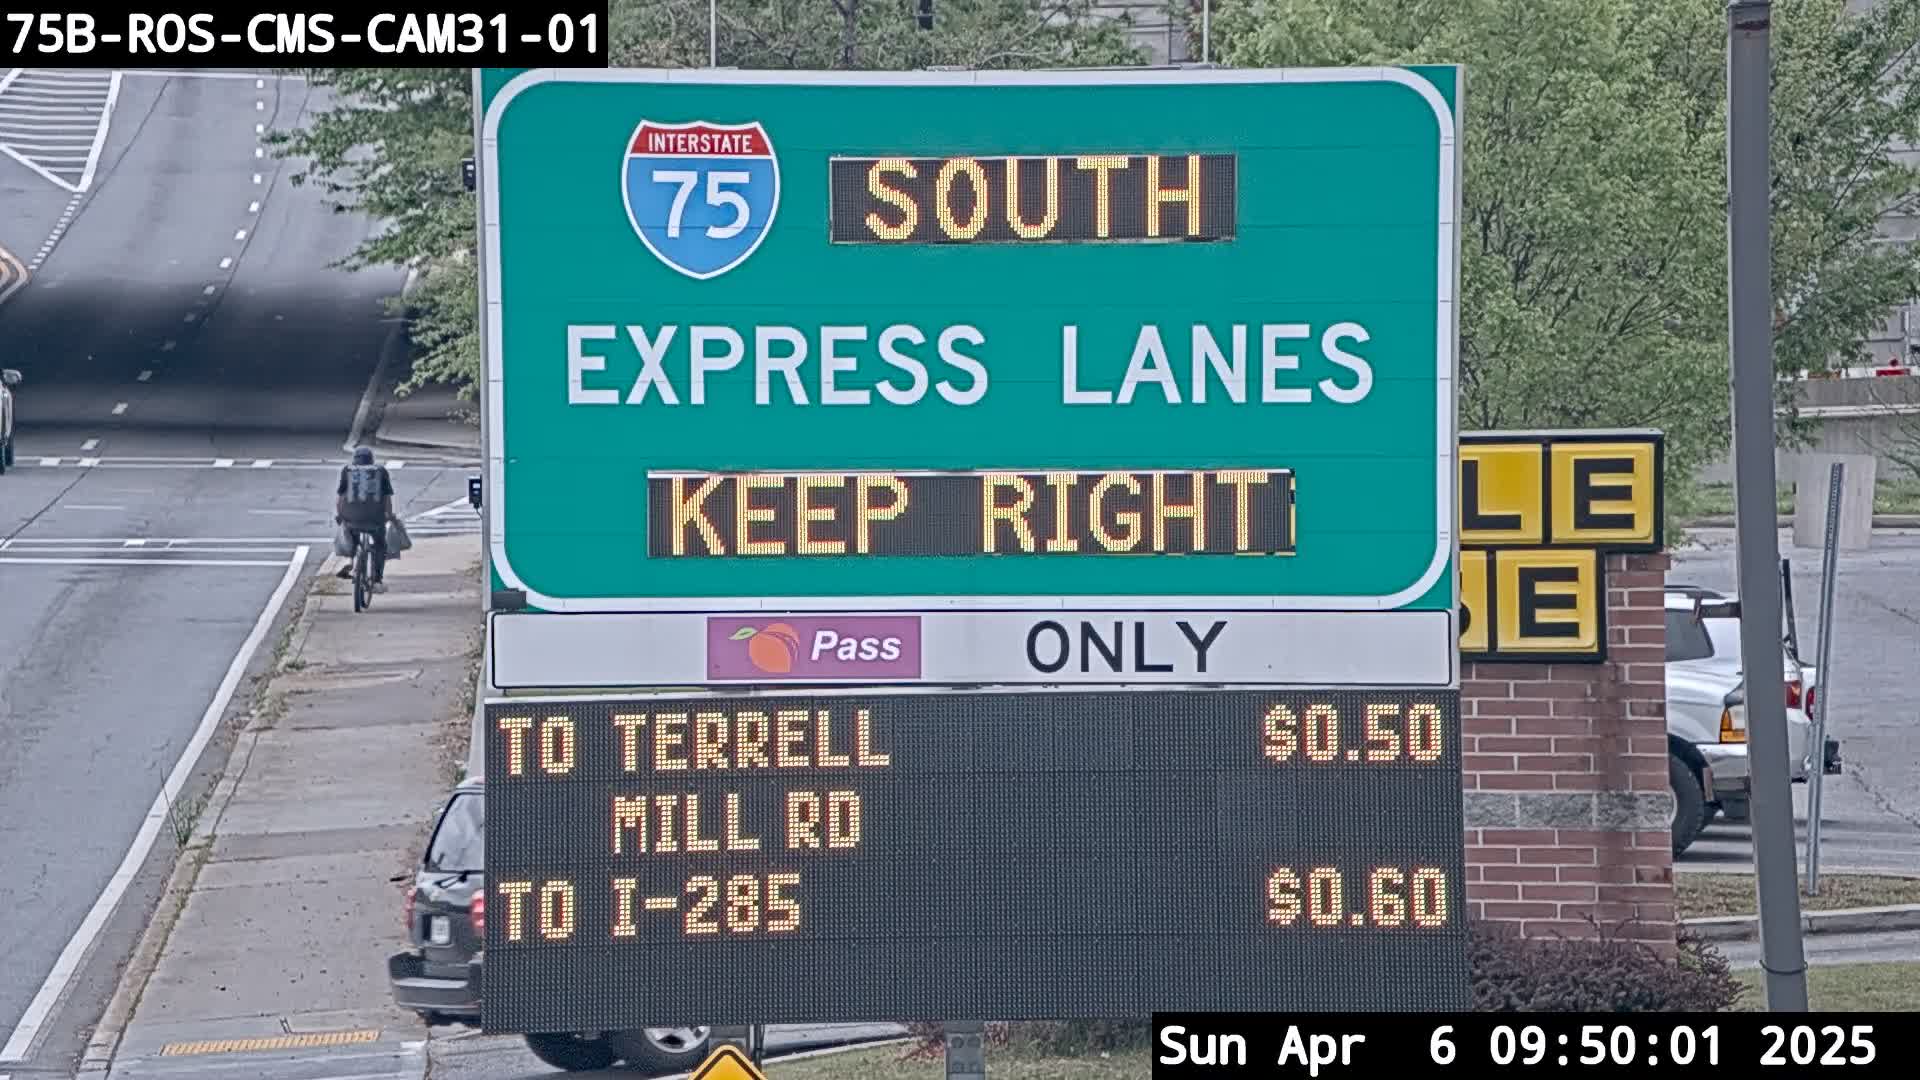 75B-ROS-CMS-CAM31-01
INTERSTATE
75
SOUTH
EXPRESS LANES
KEEP RIGHT
Pass ONLY
TO TERRELL $0.50
MILL RD
TO I-285 $0.60
LE
E
Sun Apr 6 09:50:01 2025